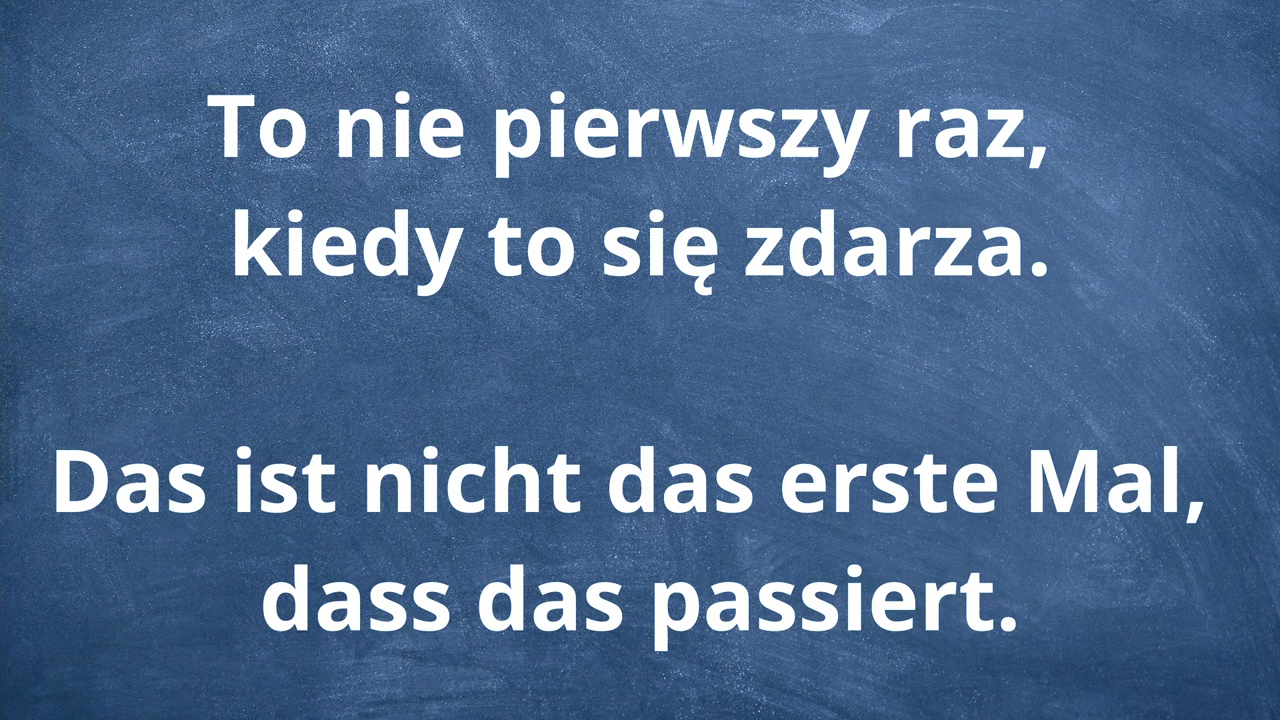 To nie pierwszy raz,
kiedy to się zdarza.
Das ist nicht das erste Mal,
dass das passiert.